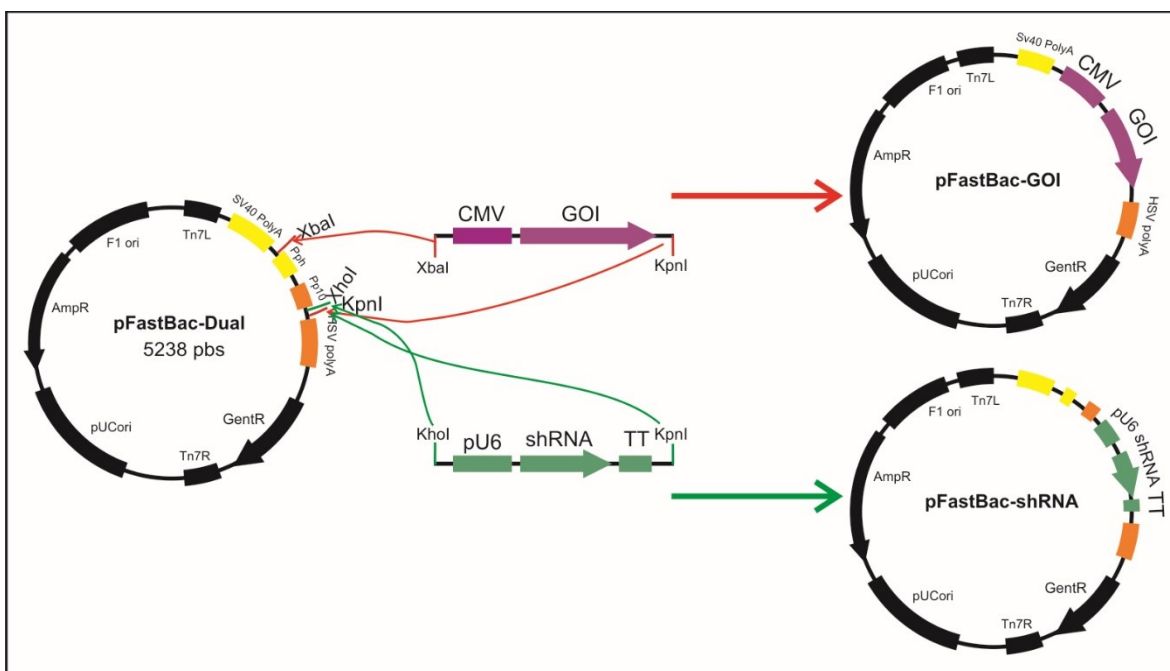 Tn7L
SV40 PolyA
XbaI
Pph
Pp10
XhoI
KpnI
HSV polyA
F1 ori
AmpR
pFastBac-Dual
5238 pbs
pUCori
GentR
Tn7R
CMV GOI
XbaI
KpnI
KhoI
pU6 shRNA TT
KpnI
Sv40 PolyA
CMV
GOI
Tn7L
F1 ori
AmpR
pFastBac-GOI
HSV polyA
GentR
pUCori
Tn7R
Tn7L
F1 ori
pU6 shRNA TT
AmpR
pFastBac-shRNA
GentR
pUCori
Tn7R